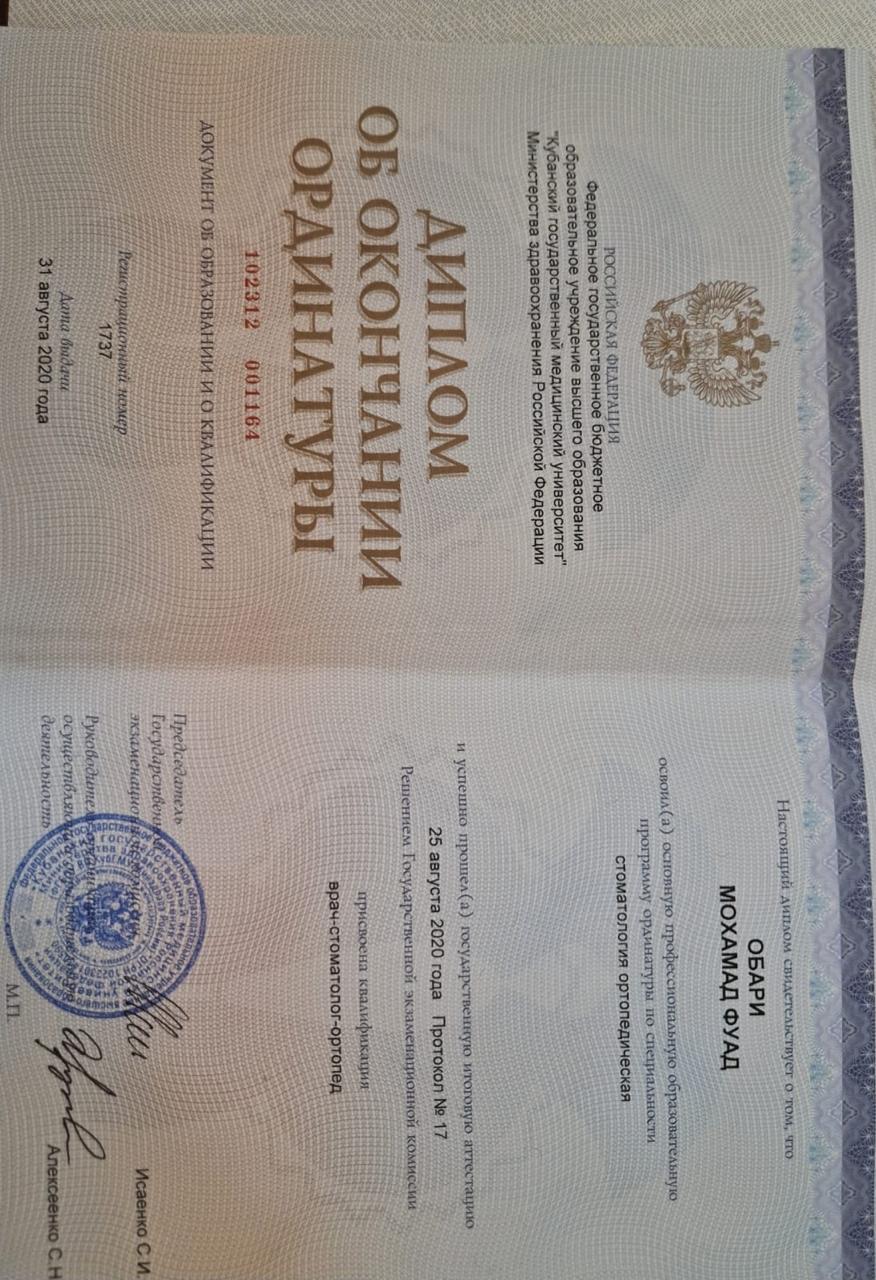 РОССИЙСКАЯ ФЕДЕРАЦИЯ
Федеральное государственное бюджетное
образовательное учреждение высшего образования
"Кубанский государственный медицинский университет"
Министерства здравоохранения Российской Федерации
ДИПЛОМ
ОБ ОКОНЧАНИИ
ОРДИНАТУРЫ
102312 001164
ДОКУМЕНТ ОБ ОБРАЗОВАНИИ И О КВАЛИФИКАЦИИ
Регистрационный номер
1737
Дата выдачи
31 августа 2020 года
Настоящий диплом свидетельствует о том, что
ОБАРИ
МОХАМАД ФУАД
освоил(а) основную профессиональную образовательную
программу ординатуры по специальности
стоматология ортопедическая
и успешно прошел(а) государственную итоговую аттестацию
25 августа 2020 года Протокол № 17
Решением Государственной экзаменационной комиссии
присвоена квалификация
врач-стоматолог-ортопед
Председатель
Государственной
экзаменационной комиссии
Исаенко С.И.
Руководитель организации,
осуществляющей образовательную
деятельность
Алексеенко С.Н
М.П.